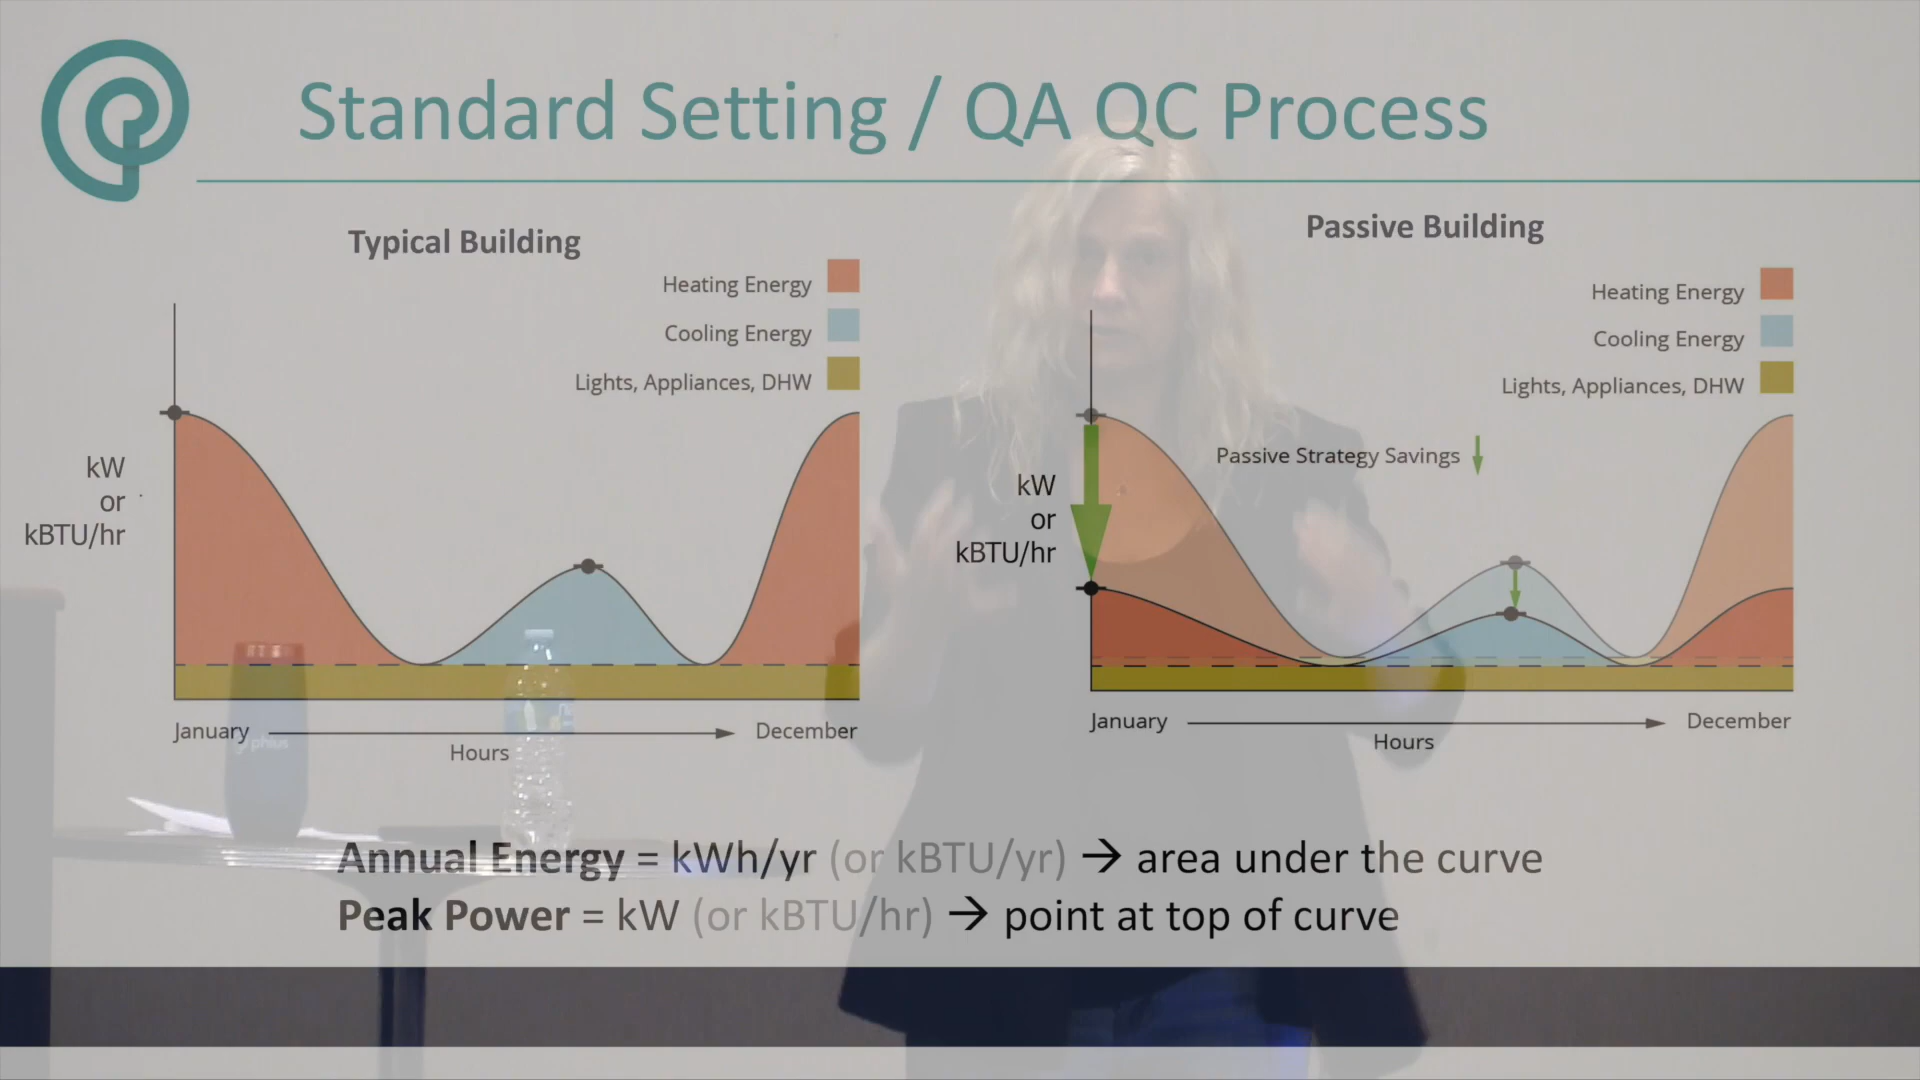 Standard Setting / QA QC Process
Typical Building
Heating Energy
Cooling Energy
Lights, Appliances, DHW
kW
or
kBTU/hr
January
December
Hours
Passive Building
Heating Energy
Cooling Energy
Lights, Appliances, DHW
Passive Strategy Savings
kW
or
kBTU/hr
January
December
Hours
phius
Annual Energy = kWh/yr (or kBTU/yr) → area under the curve
Peak Power = kW (or kBTU/hr) → point at top of curve